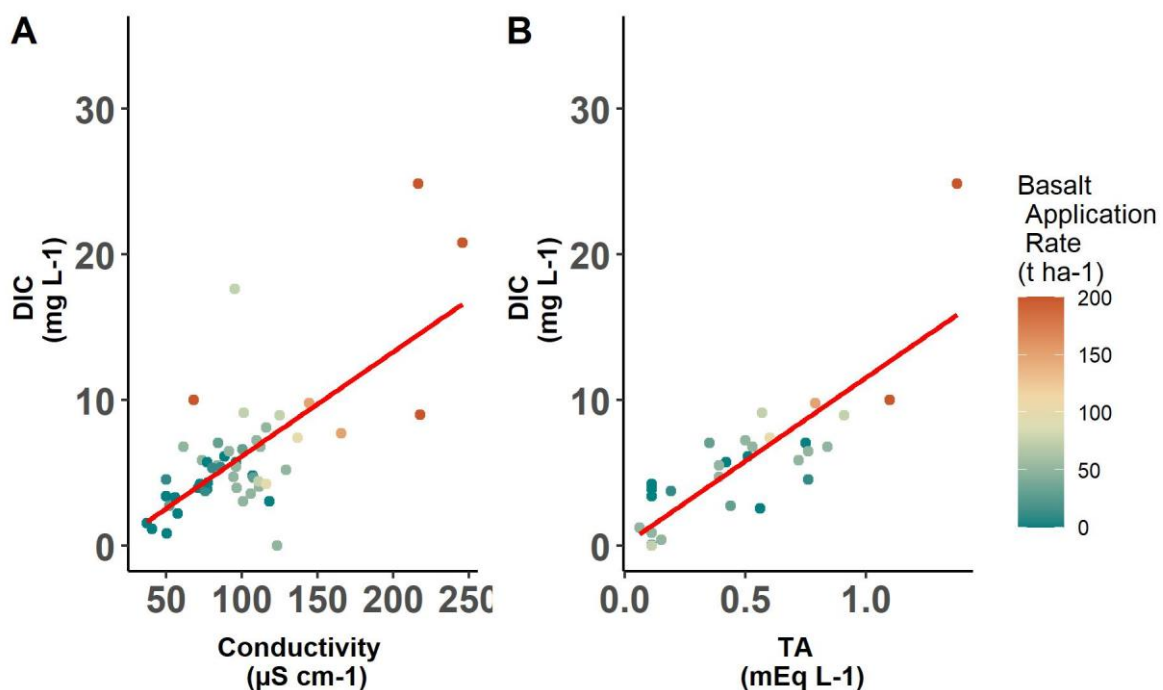 A
30
20
10
0
DIC
(mg L-1)
50 100 150 200 250
Conductivity
(µS cm-1)
B
30
20
10
0
DIC
(mg L-1)
0.0 0.5 1.0
TA
(mEq L-1)
Basalt
Application
Rate
(t ha-1)
200
150
100
50
0